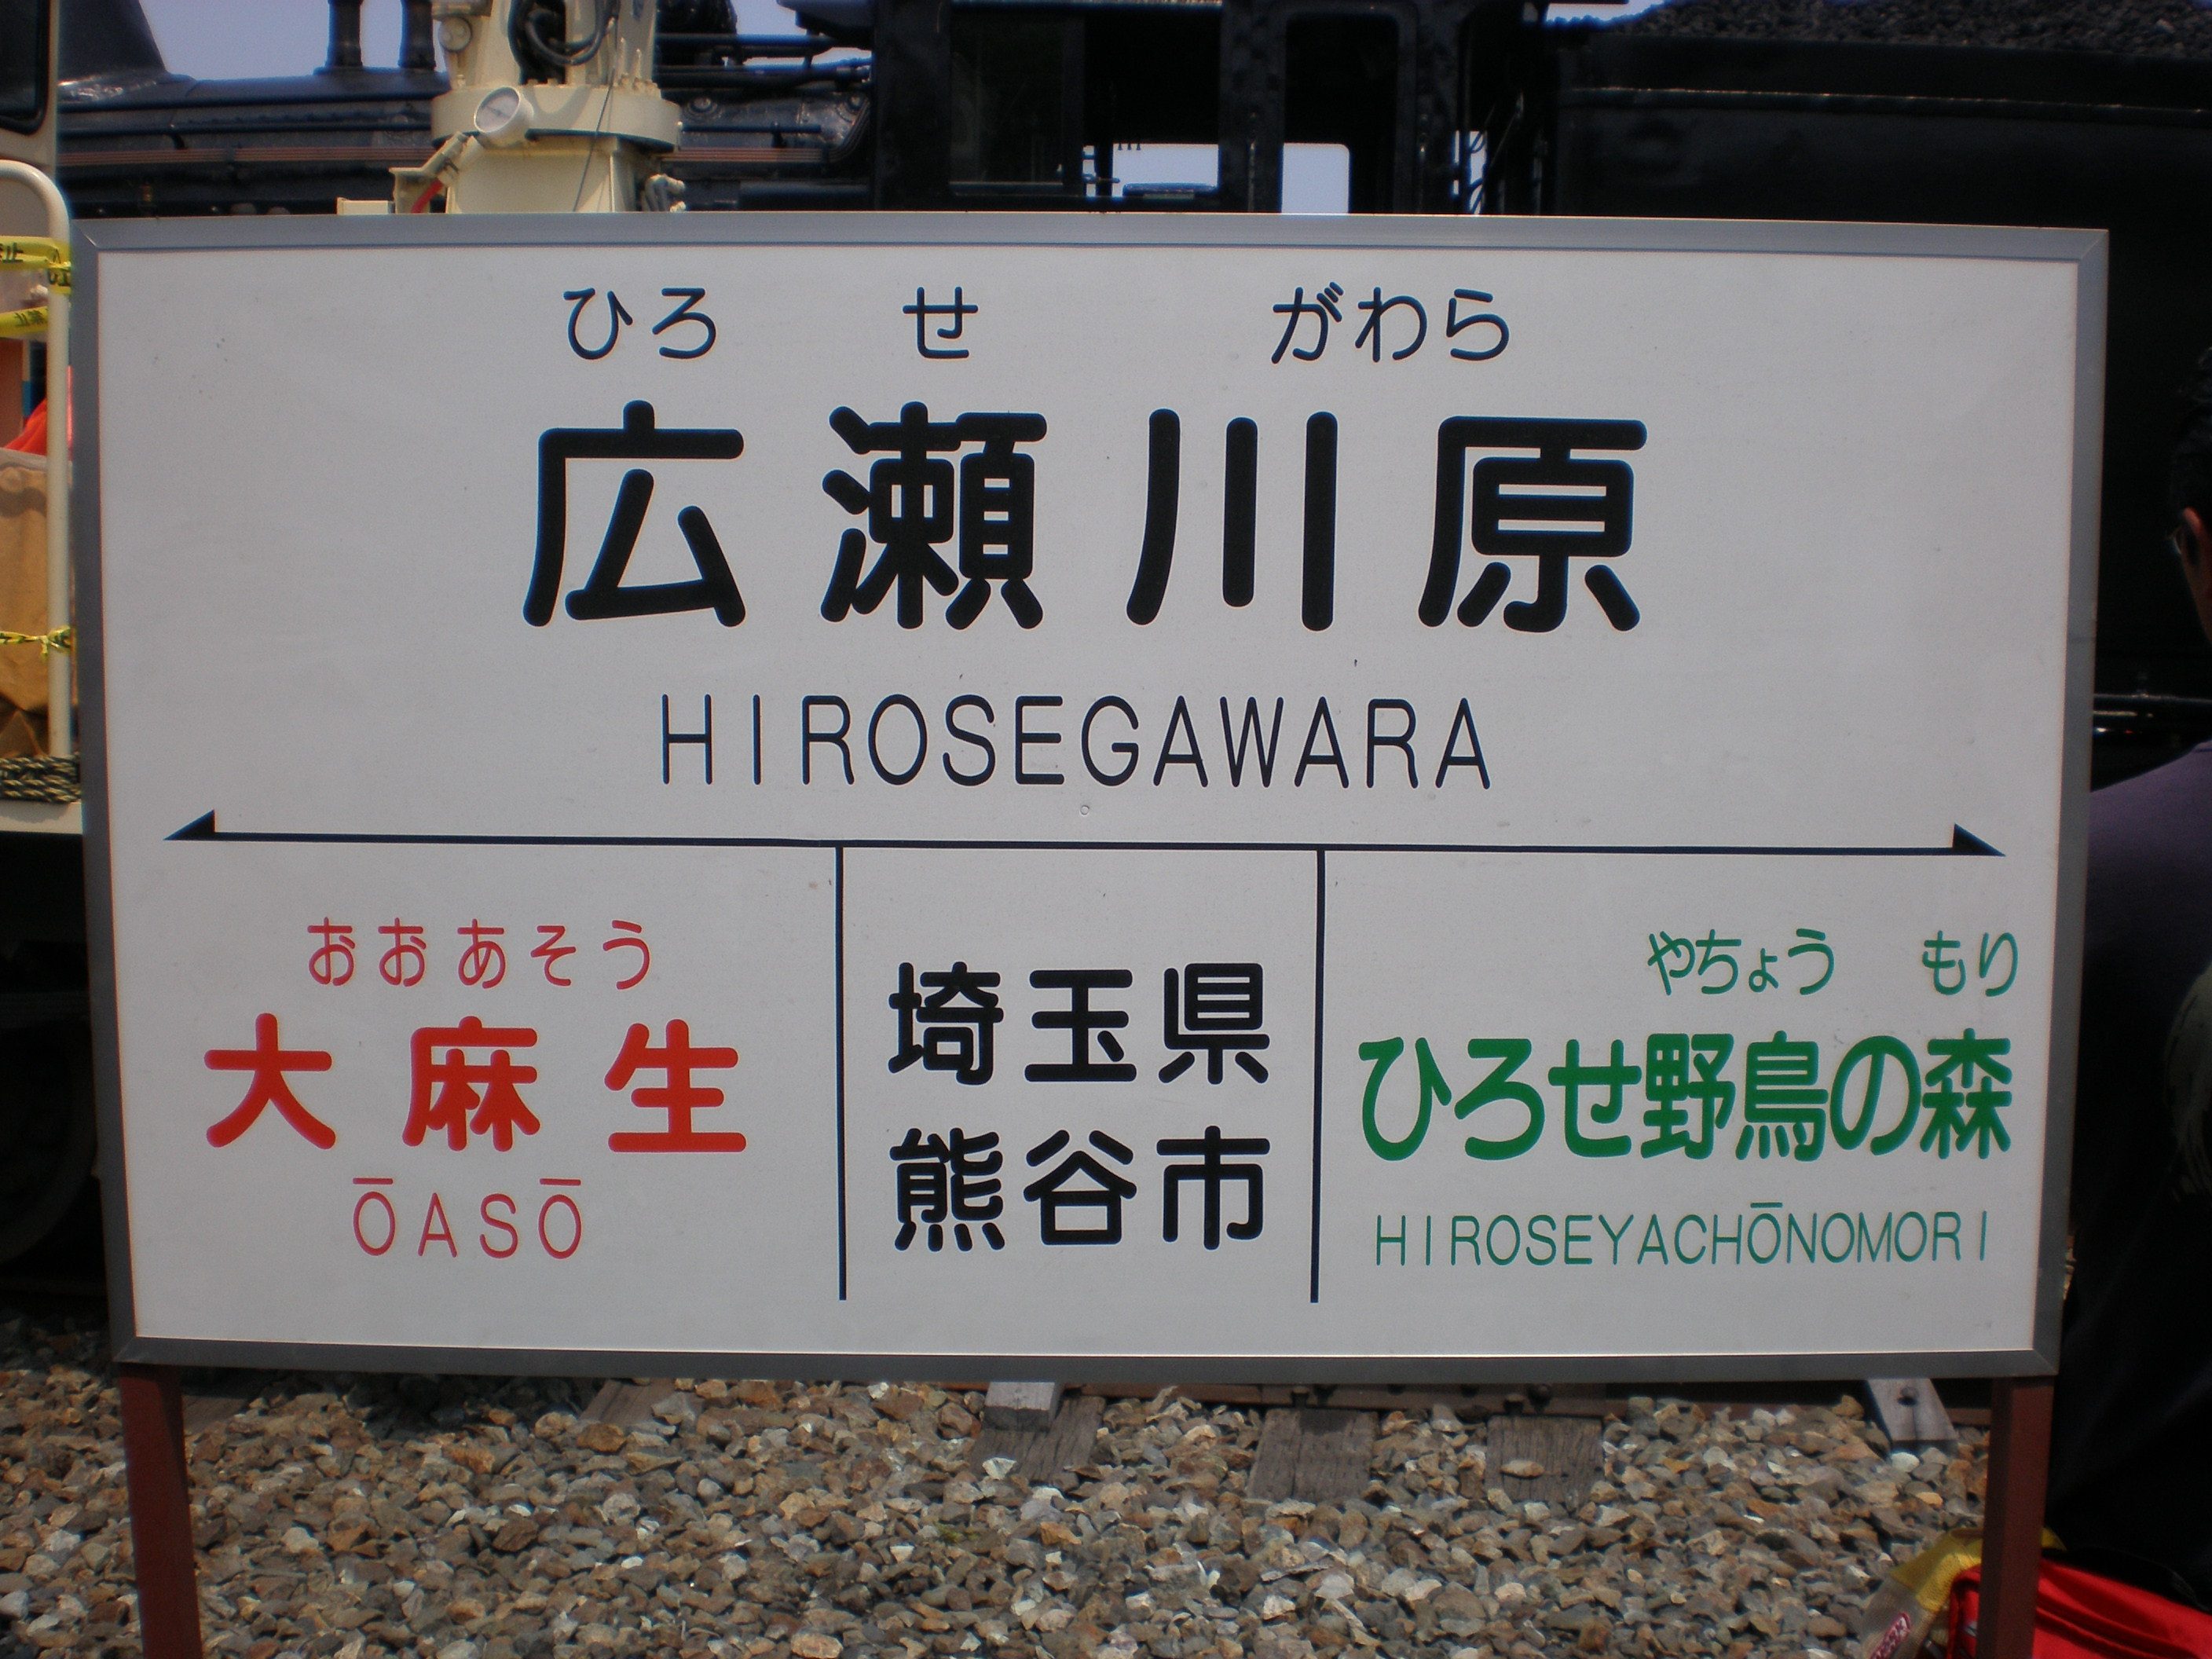 ひろ せ がわら
広瀬川原
HIROSEGAWARA
おおあそう
大麻生
ŌASŌ
埼玉県
熊谷市
やちょう もり
ひろせ野鳥の森
HIROSEYACHŌNOMORI